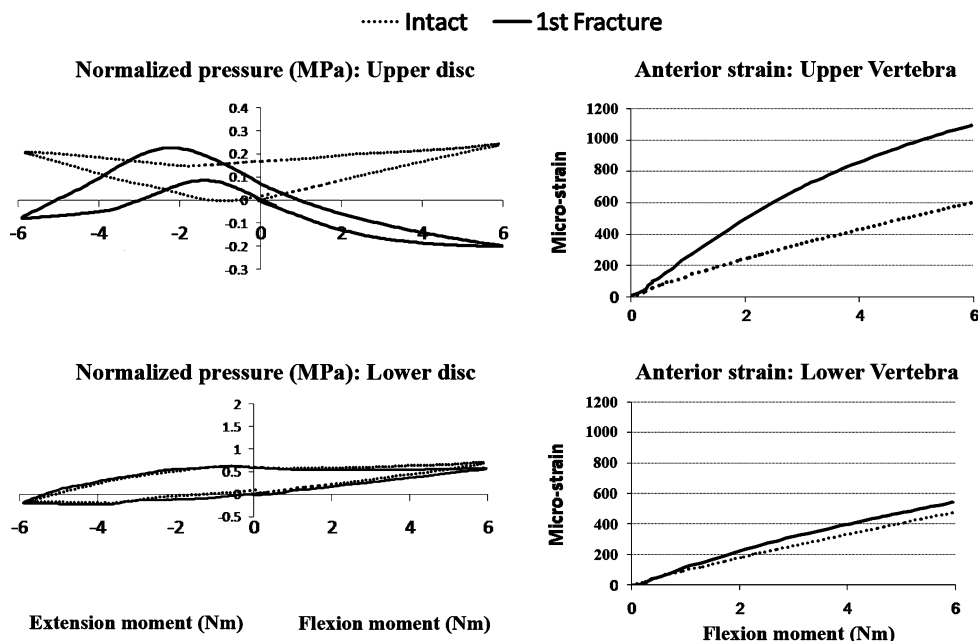 Intact 1st Fracture
Normalized pressure (MPa): Upper disc
0.4
0.3
0.2
0.1
0
-0.1
-0.2
-0.3
-6 -4 -2 0 2 4 6
Anterior strain: Upper Vertebra
Micro-strain
1200
1000
800
600
400
200
0
0 2 4 6
Normalized pressure (MPa): Lower disc
2
1.5
1
0.5
0
-0.5
-6 -4 -2 0 2 4 6
Extension moment (Nm) Flexion moment (Nm)
Anterior strain: Lower Vertebra
Micro-strain
1200
1000
800
600
400
200
0
0 2 4 6
Flexion moment (Nm)